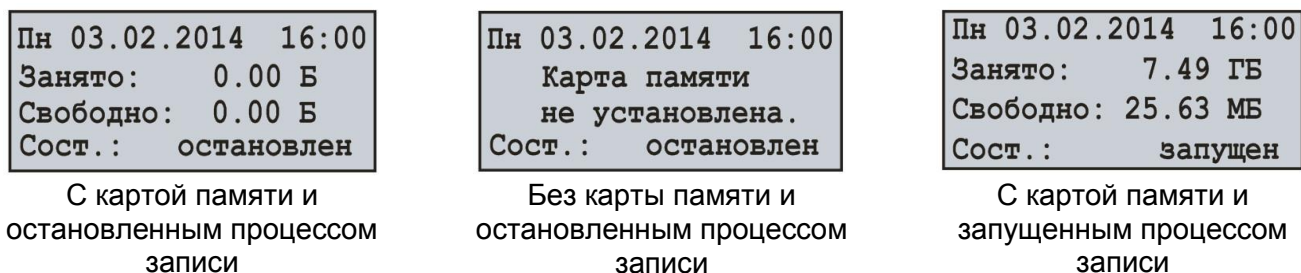 Пн 03.02.2014 16:00
Занято: 0.00 Б
Свободно: 0.00 Б
Сост.: остановлен
С картой памяти и
остановленным процессом
записи
Пн 03.02.2014 16:00
Карта памяти
не установлена.
Сост.: остановлен
Без карты памяти и
остановленным процессом
записи
Пн 03.02.2014 16:00
Занято: 7.49 ГБ
Свободно: 25.63 МБ
Сост.: запущен
С картой памяти и
запущенным процессом
записи